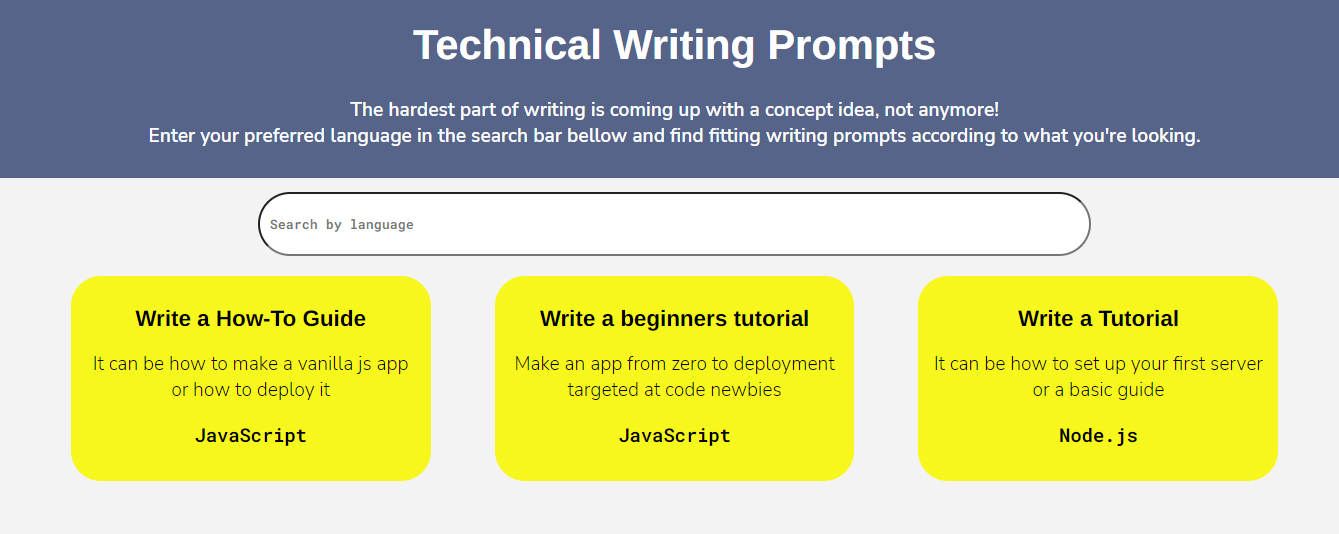 Technical Writing Prompts
The hardest part of writing is coming up with a concept idea, not anymore!
Enter your preferred language in the search bar bellow and find fitting writing prompts according to what you're looking.
Search by language
Write a How-To Guide
It can be how to make a vanilla js app
or how to deploy it
JavaScript
Write a beginners tutorial
Make an app from zero to deployment
targeted at code newbies
JavaScript
Write a Tutorial
It can be how to set up your first server
or a basic guide
Node.js